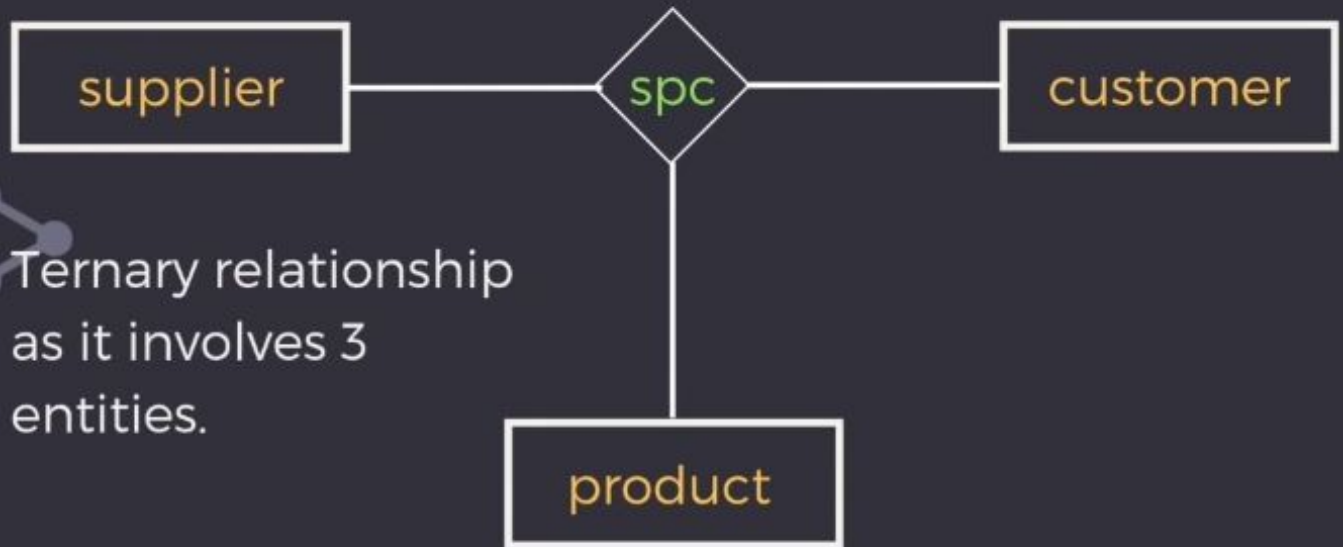 supplier
spc
customer
Ternary relationship
as it involves 3
entities.
product